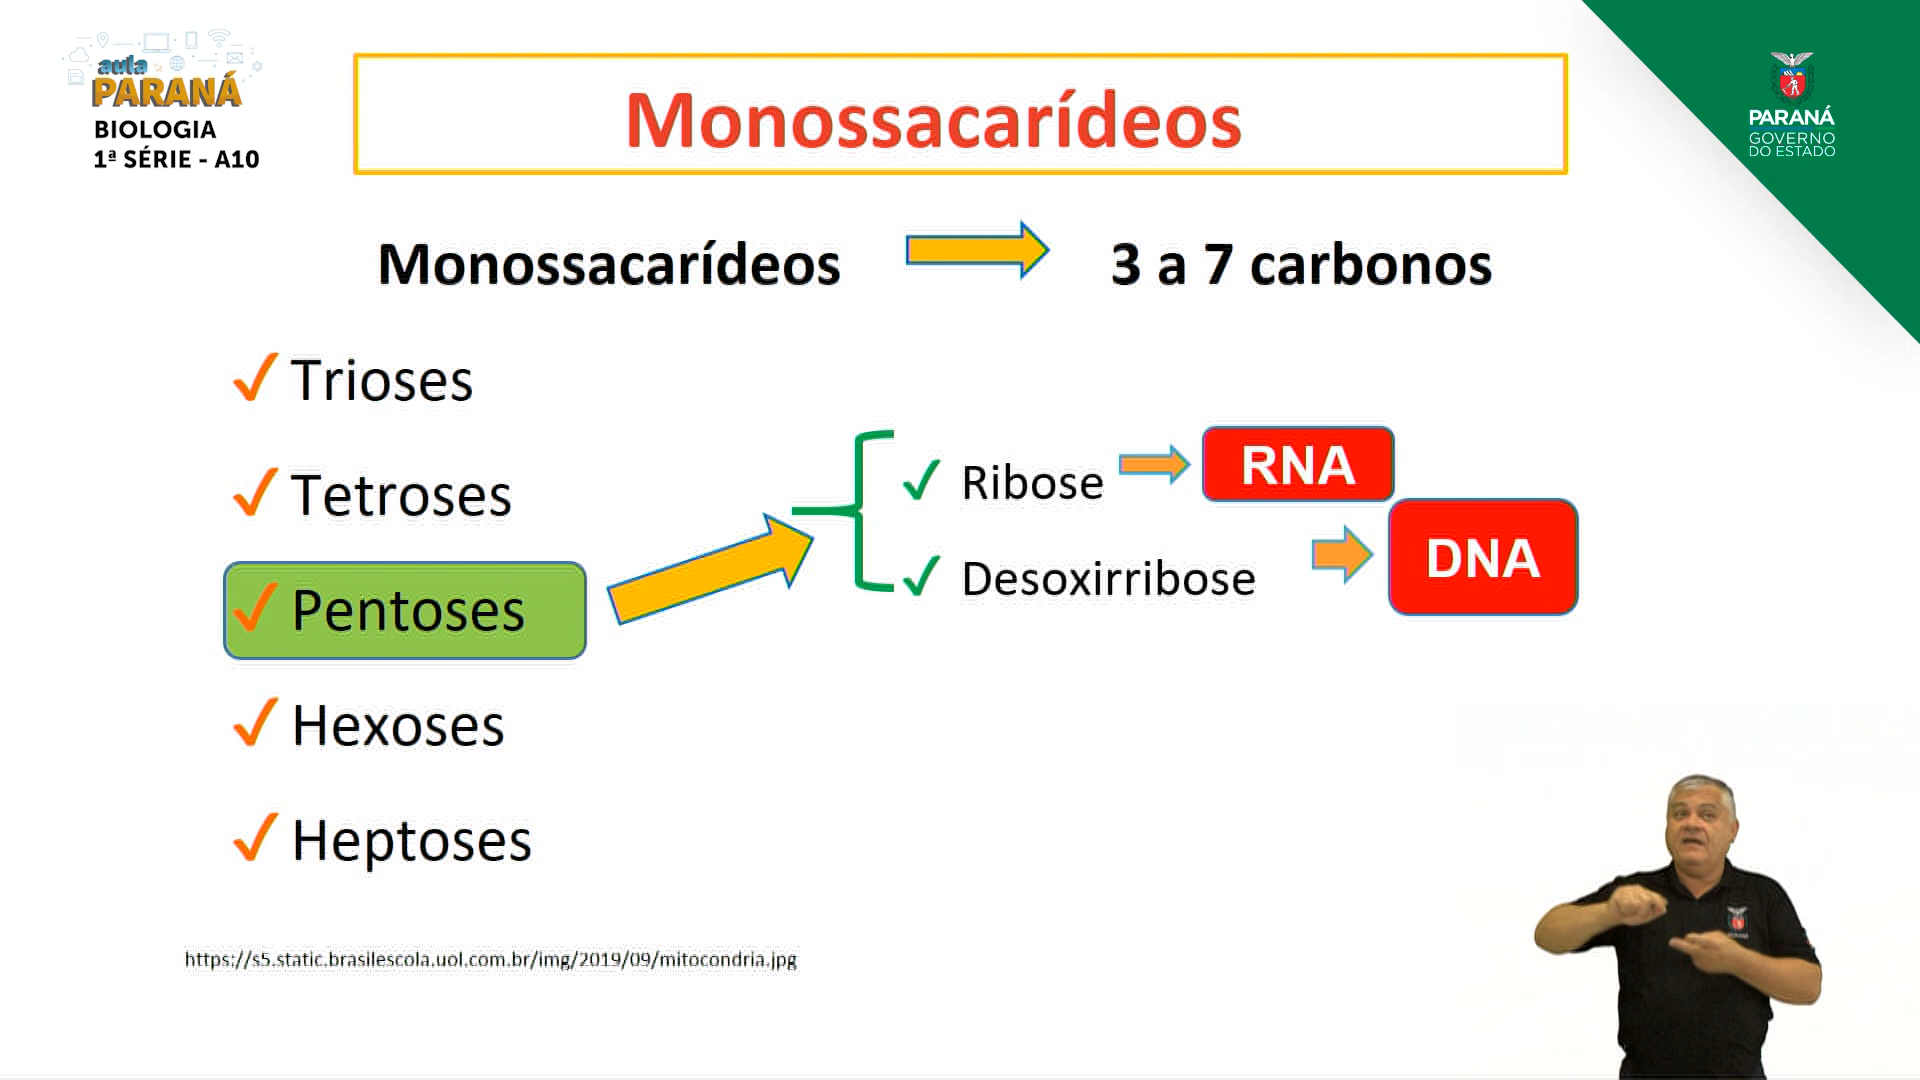 aula
PARANÁ
BIOLOGIA
1ª SÉRIE - A10
Monossacarídeos
PARANÁ
GOVERNO
DO ESTADO
Monossacarídeos
3 a 7 carbonos
Trioses
Tetroses
Pentoses
Hexoses
Heptoses
Ribose
RNA
Desoxirribose
DNA
https://s5.static.brasilescola.uol.com.br/img/2019/09/mitocondria.jpg